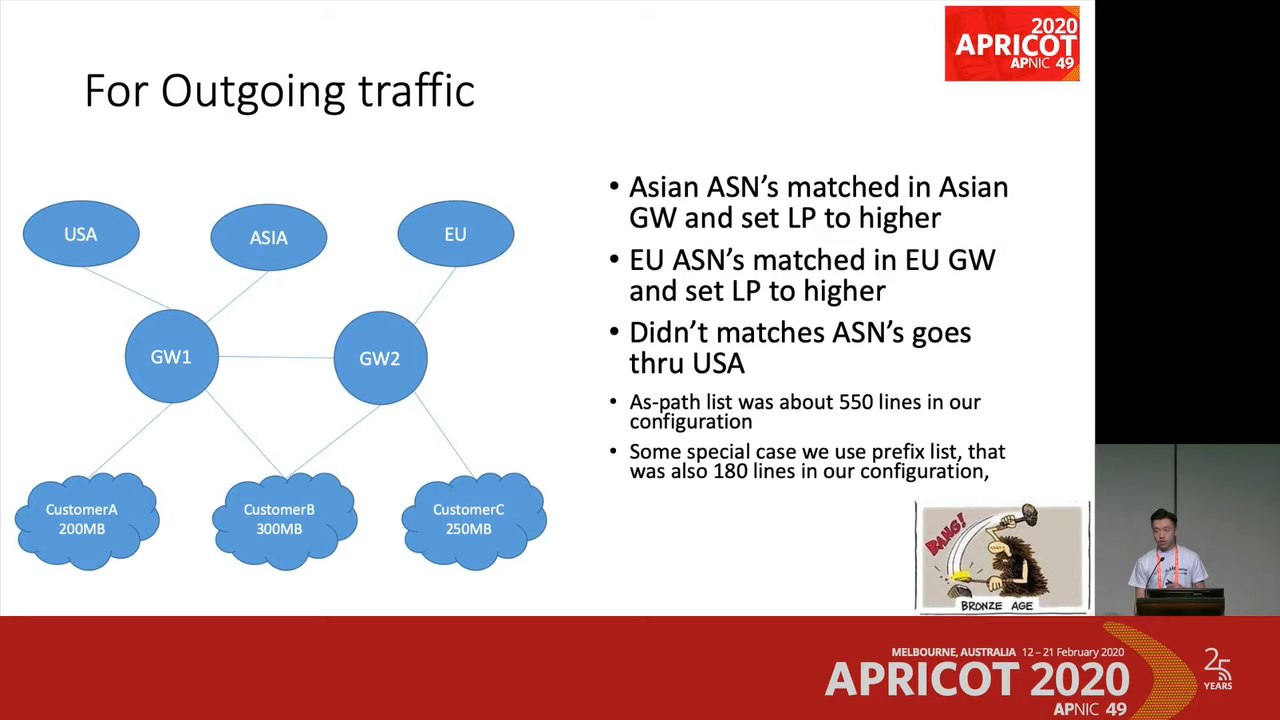 2020
APRICOT
APNIC 49
For Outgoing traffic
USA
ASIA
EU
GW1
GW2
CustomerA
200MB
CustomerB
300MB
CustomerC
250MB
• Asian ASN’s matched in Asian
GW and set LP to higher
• EU ASN’s matched in EU GW
and set LP to higher
• Didn’t matches ASN’s goes
thru USA
• As-path list was about 550 lines in our
configuration
• Some special case we use prefix list, that
was also 180 lines in our configuration,
BANG!
BRONZE AGE
MELBOURNE, AUSTRALIA 12 – 21 February 2020
APRICOT 2020
APNIC 49
25
YEARS